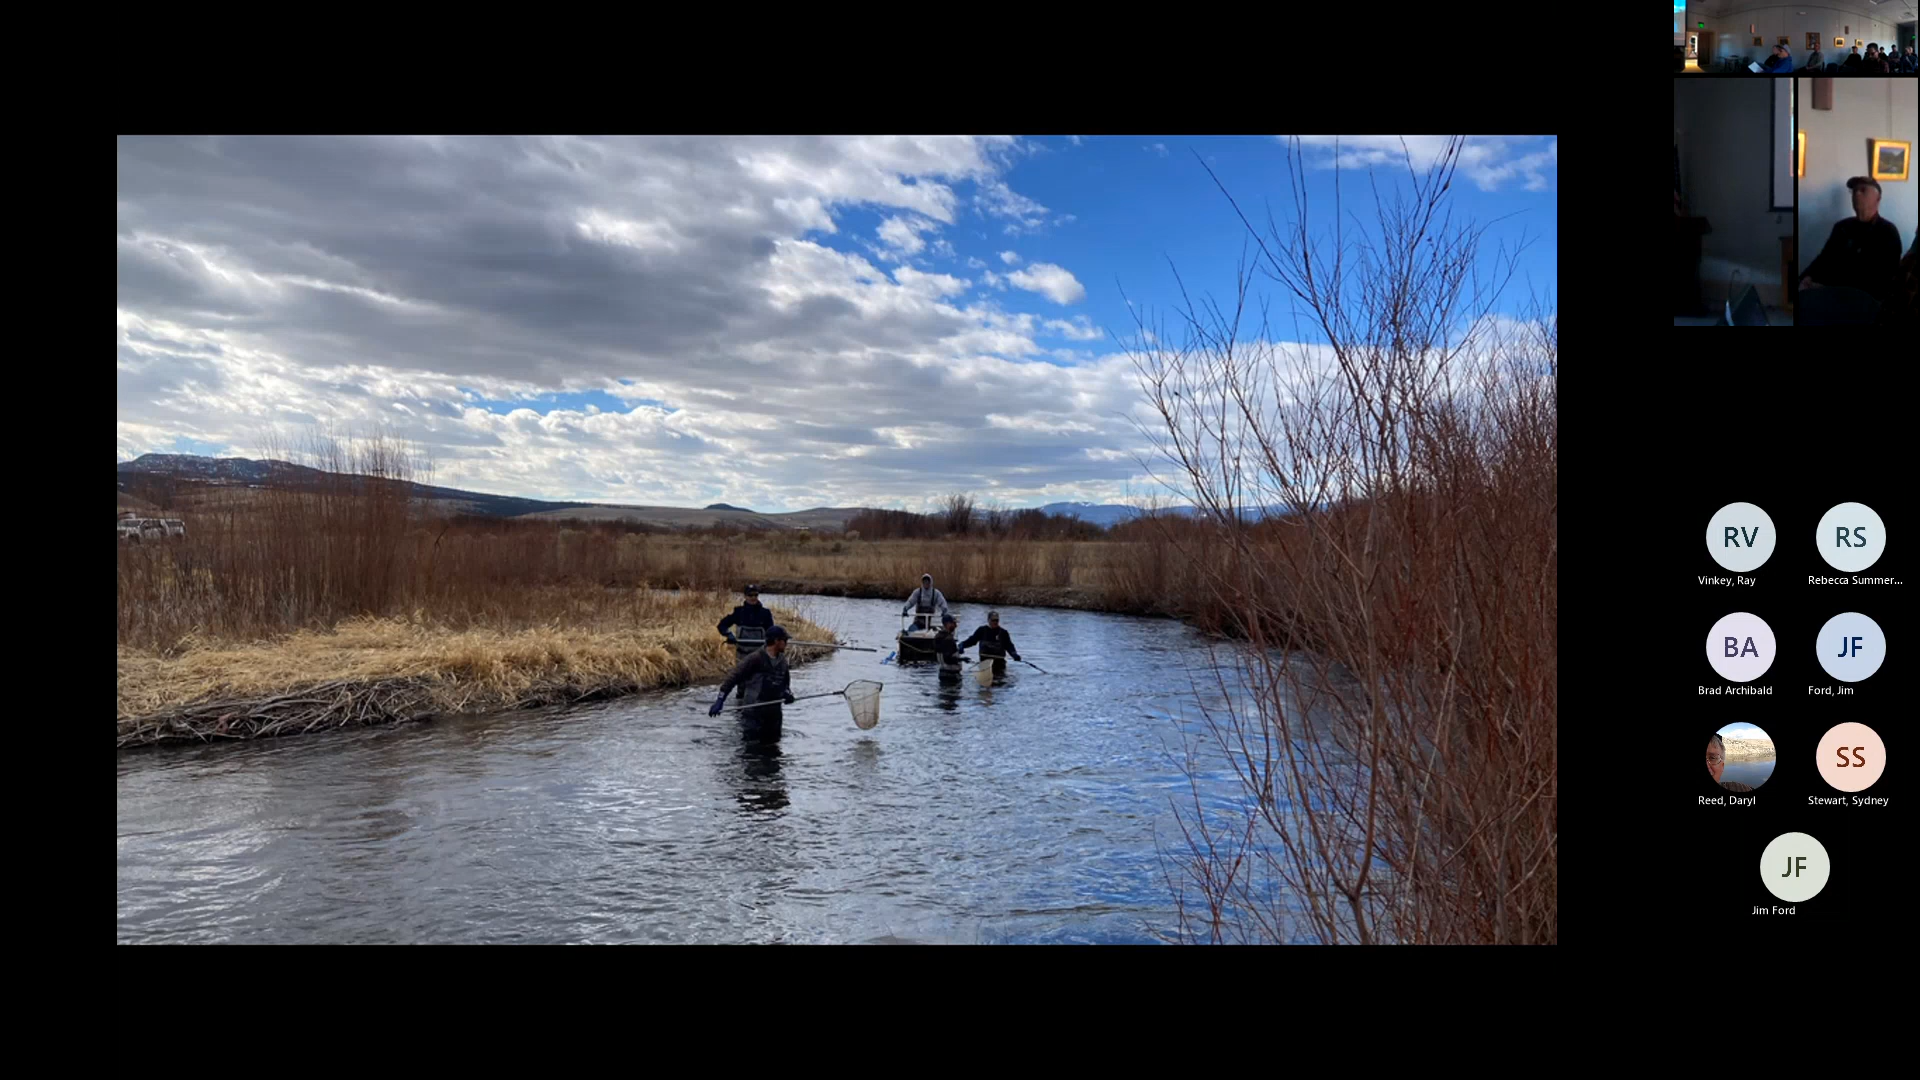 RV
RS
Vinkey, Ray
Rebecca Summer...
BA
JF
Brad Archibald
Ford, Jim
Reed, Daryl
SS
Stewart, Sydney
JF
Jim Ford